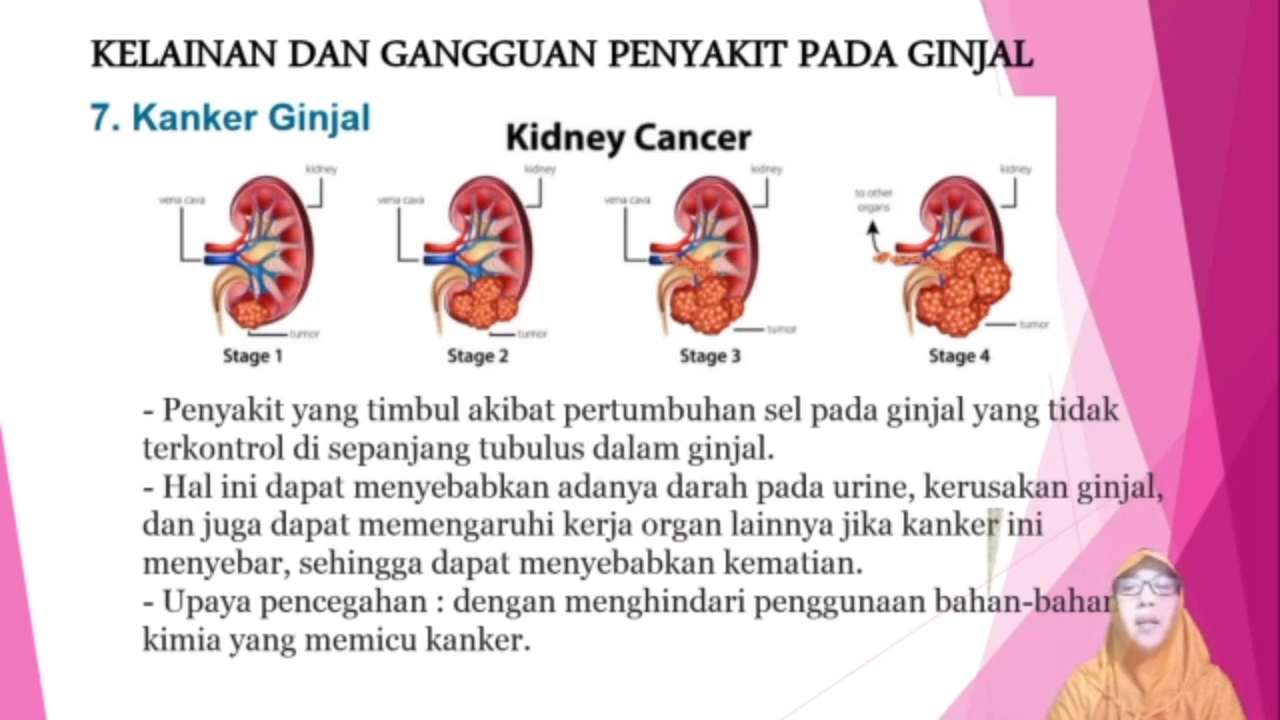 KELAINAN DAN GANGGUAN PENYAKIT PADA GINJAL
7. Kanker Ginjal
Kidney Cancer
kidney
kidney
kidney
kidney
vena cava
vena cava
vena cava
to other
organs
tumor
tumor
tumor
tumor
Stage 1
Stage 2
Stage 3
Stage 4
- Penyakit yang timbul akibat pertumbuhan sel pada ginjal yang tidak
terkontrol di sepanjang tubulus dalam ginjal.
- Hal ini dapat menyebabkan adanya darah pada urine, kerusakan ginjal,
dan juga dapat memengaruhi kerja organ lainnya jika kanker ini
menyebar, sehingga dapat menyebabkan kematian.
- Upaya pencegahan : dengan menghindari penggunaan bahan-bahan
kimia yang memicu kanker.